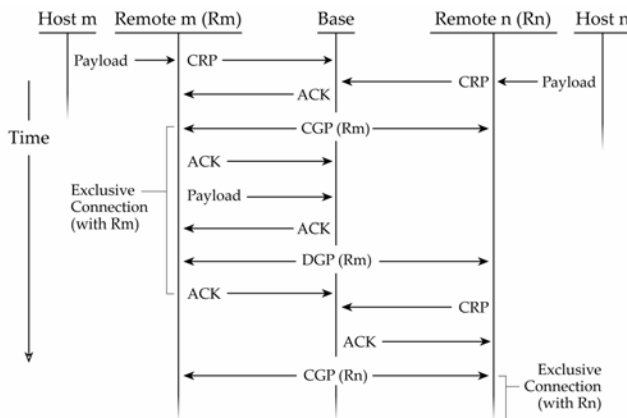 Host m Remote m (Rm) Base Remote n (Rn) Host n
Payload CRP
CRP Payload
ACK
Time
CGP (Rm)
ACK
Exclusive
Connection
(with Rm)
Payload
ACK
DGP (Rm)
ACK
CRP
ACK
CGP (Rn)
Exclusive
Connection
(with Rn)